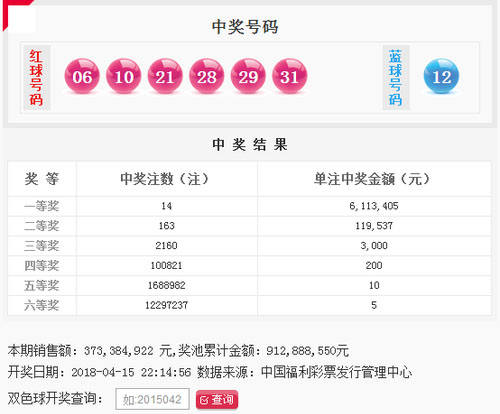 中奖号码
红球号码 06 10 21 28 29 31 蓝球号码 12
中奖结果
奖等 中奖注数（注） 单注中奖金额（元）
一等奖 14 6,113,405
二等奖 163 119,537
三等奖 2160 3,000
四等奖 100821 200
五等奖 1688982 10
六等奖 12297237 5
本期销售额：373,384,922 元,奖池累计金额：912,888,550元
开奖日期：2018-04-15 22:14:56 数据来源：中国福利彩票发行管理中心
双色球开奖查询： 如:2015042 查询